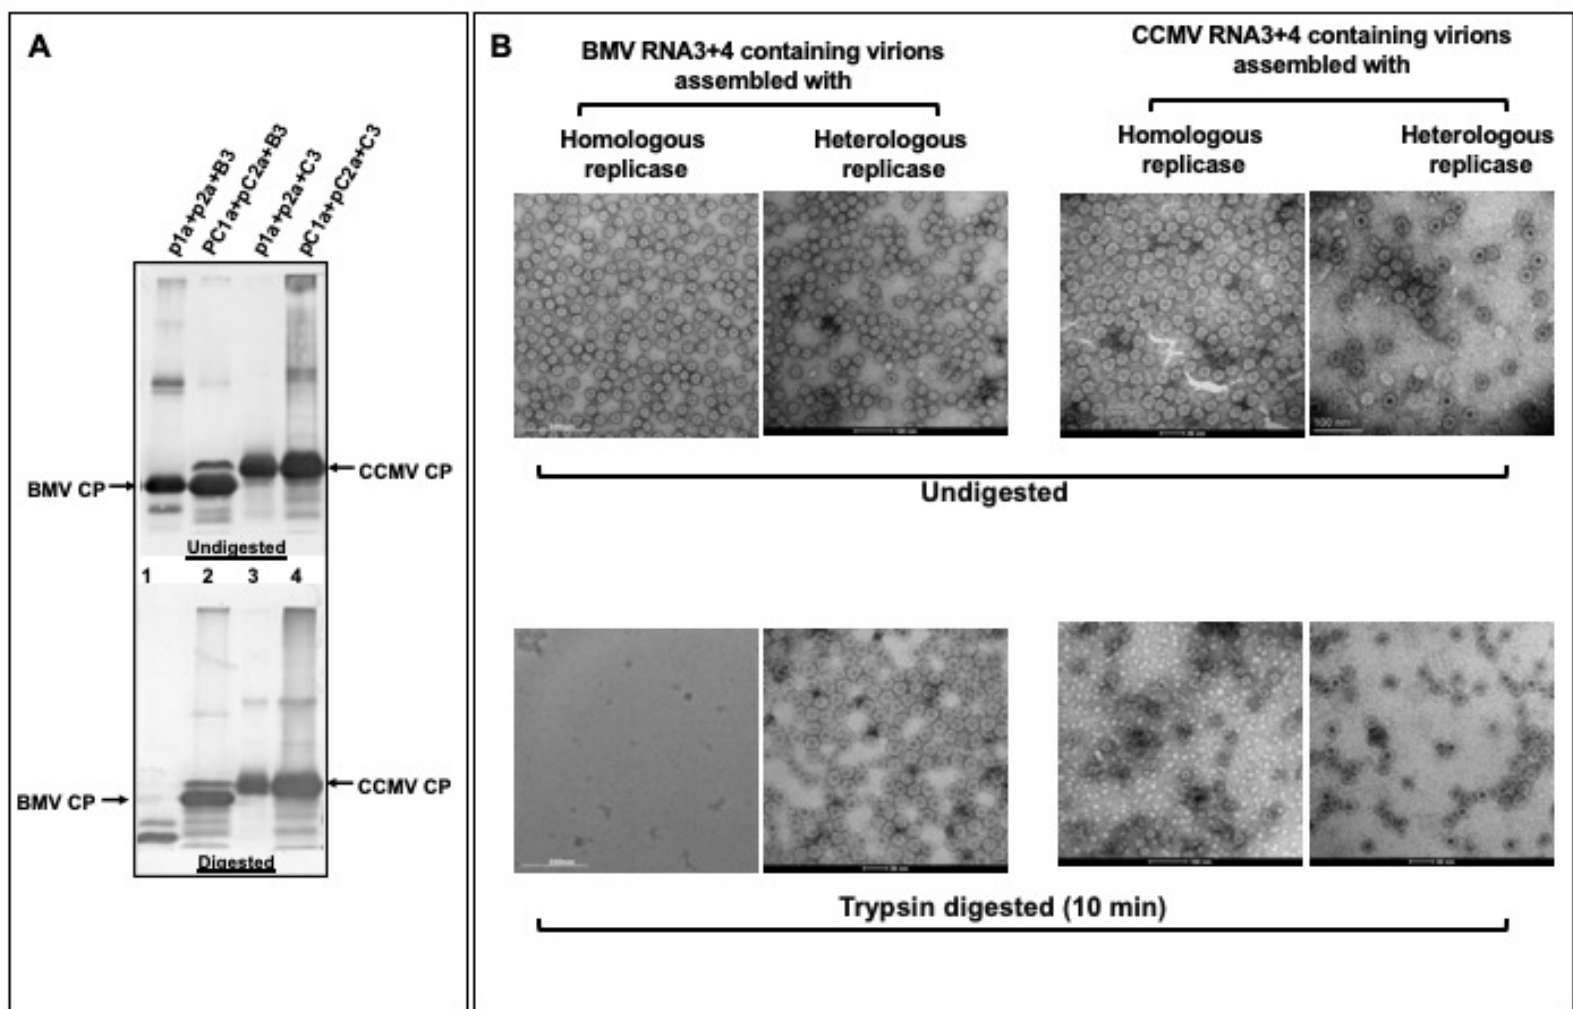 A
p1a+p2a+B3
PC1a+pC2a+B3
p1a+p2a+C3
pC1a+pC2a+C3
BMV CP
CCMV CP
Undigested
1 2 3 4
BMV CP
CCMV CP
Digested
B
BMV RNA3+4 containing virions
assembled with
Homologous
replicase
Heterologous
replicase
CCMV RNA3+4 containing virions
assembled with
Homologous
replicase
Heterologous
replicase
100 nm
Undigested
Trypsin digested (10 min)